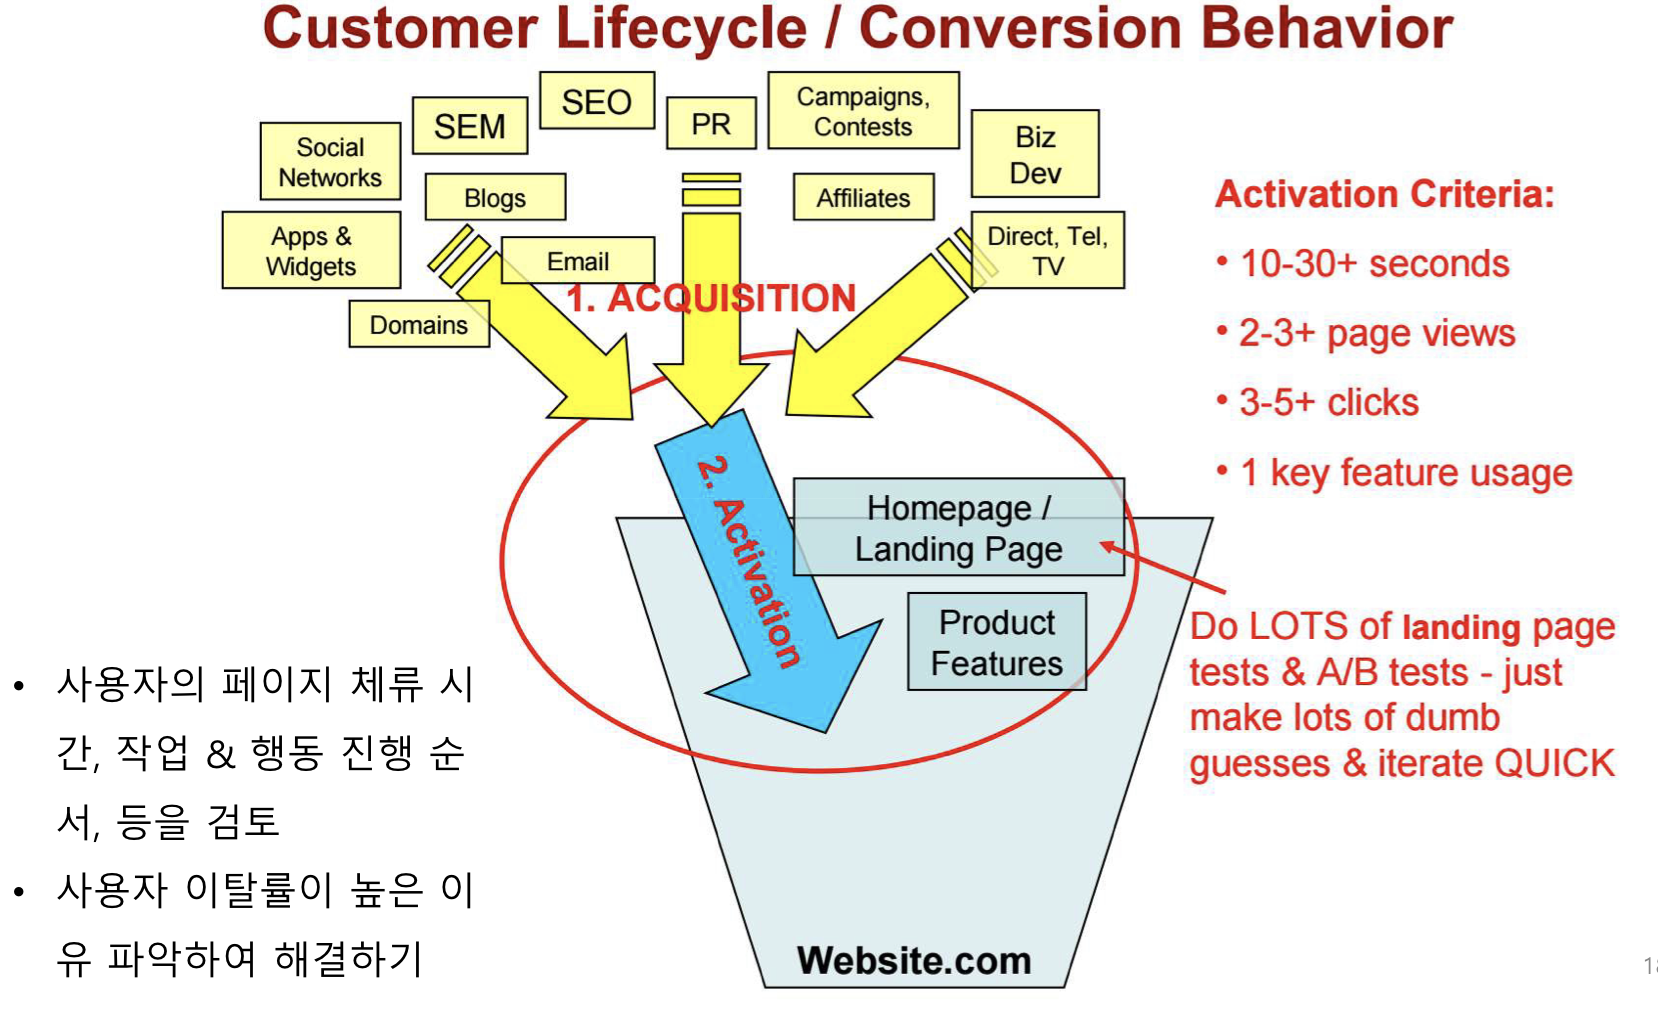 Customer Lifecycle / Conversion Behavior
SEO
SEM
PR
Campaigns,
Contests
Biz
Dev
Social
Networks
Blogs
Affiliates
Apps &
Widgets
Email
Direct, Tel,
TV
Domains
1. ACQUISITION
2. Activation
Homepage /
Landing Page
Product
Features
Website.com
Activation Criteria:
• 10-30+ seconds
• 2-3+ page views
• 3-5+ clicks
• 1 key feature usage
Do LOTS of landing page
tests & A/B tests - just
make lots of dumb
guesses & iterate QUICK
• 사용자의 페이지 체류 시
간, 작업 & 행동 진행 순
서, 등을 검토
• 사용자 이탈률이 높은 이
유 파악하여 해결하기